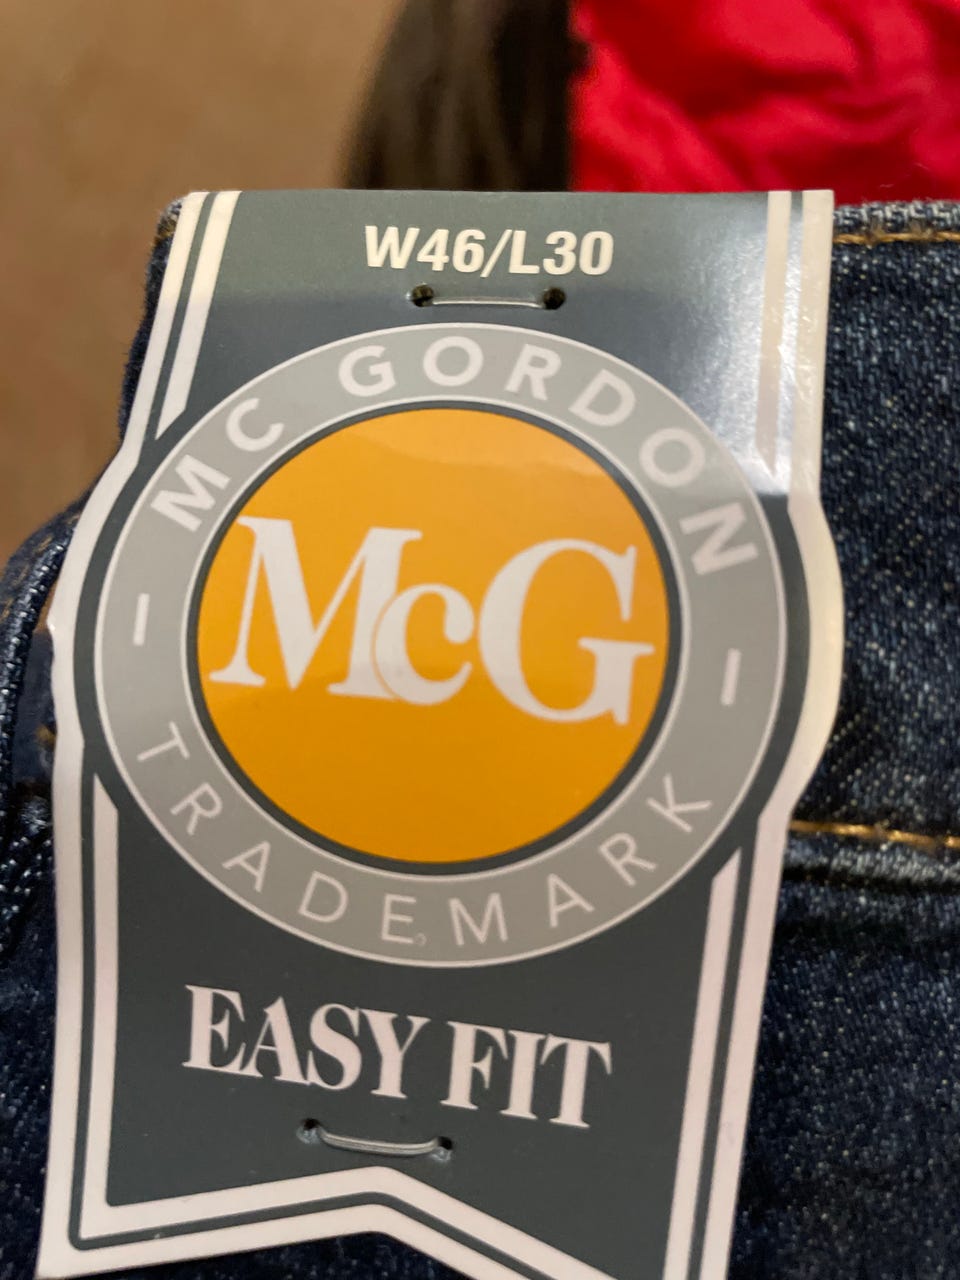 W46/L30
MC GORDON
McG
TRADEMARK
EASY FIT